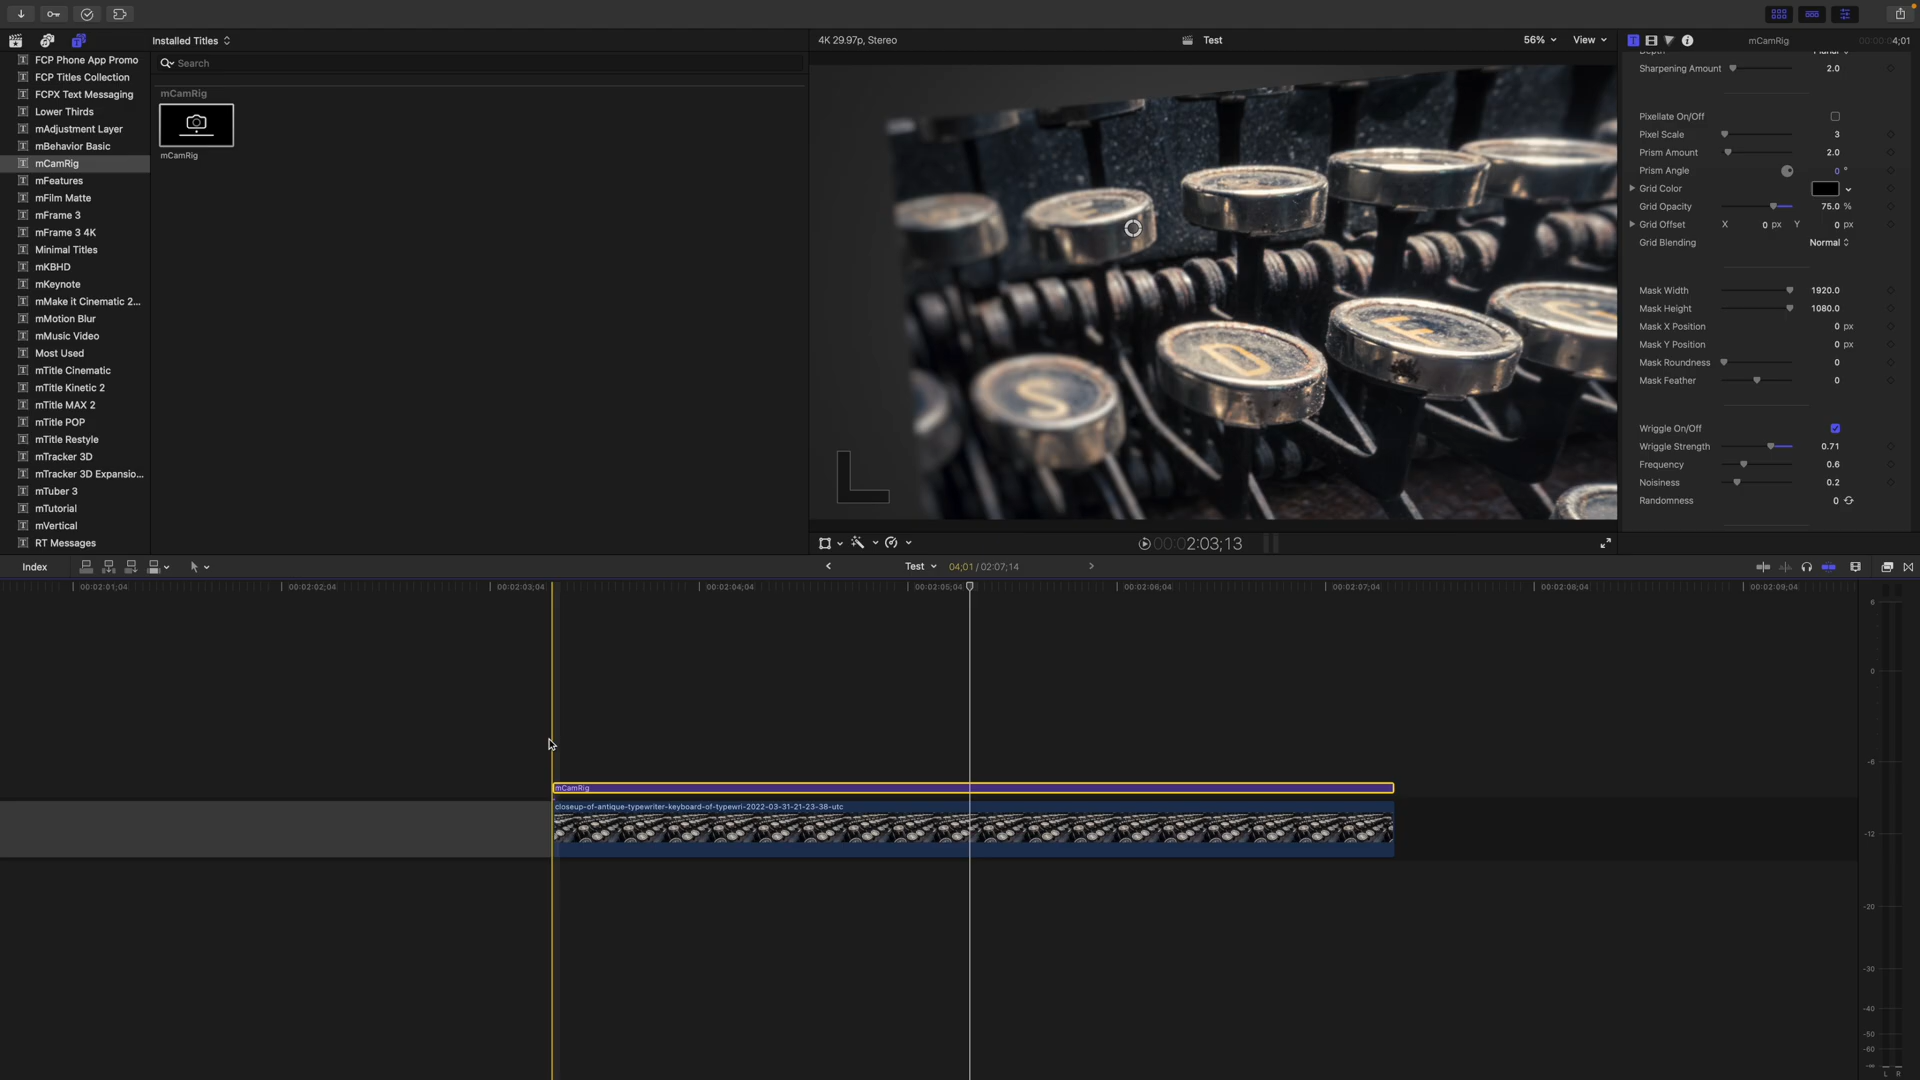 Installed Titles
4K 29.97p, Stereo
Test
56%
View
mCamRig
00:00:04;01
FCP Phone App Promo
FCP Titles Collection
FCPX Text Messaging
Lower Thirds
mAdjustment Layer
mBehavior Basic
mCamRig
mFeatures
mFilm Matte
mFrame 3
mFrame 3 4K
Minimal Titles
mKBHD
mKeynote
mMake it Cinematic 2...
mMotion Blur
mMusic Video
Most Used
mTitle Cinematic
mTitle Kinetic 2
mTitle MAX 2
mTitle POP
mTitle Restyle
mTracker 3D
mTracker 3D Expansio...
mTuber 3
mTutorial
mVertical
RT Messages
Search
mCamRig
mCamRig
E
S
D
F
Sharpening Amount 2.0
Pixellate On/Off
Pixel Scale 3
Prism Amount 2.0
Prism Angle 0 °
Grid Color
Grid Opacity 75.0 %
Grid Offset X 0 px Y 0 px
Grid Blending Normal
Mask Width 1920.0
Mask Height 1080.0
Mask X Position 0 px
Mask Y Position 0 px
Mask Roundness 0
Mask Feather 0
Wriggle On/Off
Wriggle Strength 0.71
Frequency 0.6
Noisiness 0.2
Randomness 0
00:02:03;13
Index
Test
04;01 / 02:07;14
00:00:02:01;04
00:00:02:02;04
00:00:02:03;04
00:00:02:04;04
00:00:02:05;04
00:00:02:06;04
00:00:02:07;04
00:00:02:08;04
00:00:02:09;04
mCamRig
closeup-of-antique-typewriter-keyboard-of-typewri-2022-03-31-21-23-38-utc
6
0
-6
-12
-20
-30
-40
-50
-60
-∞
L R